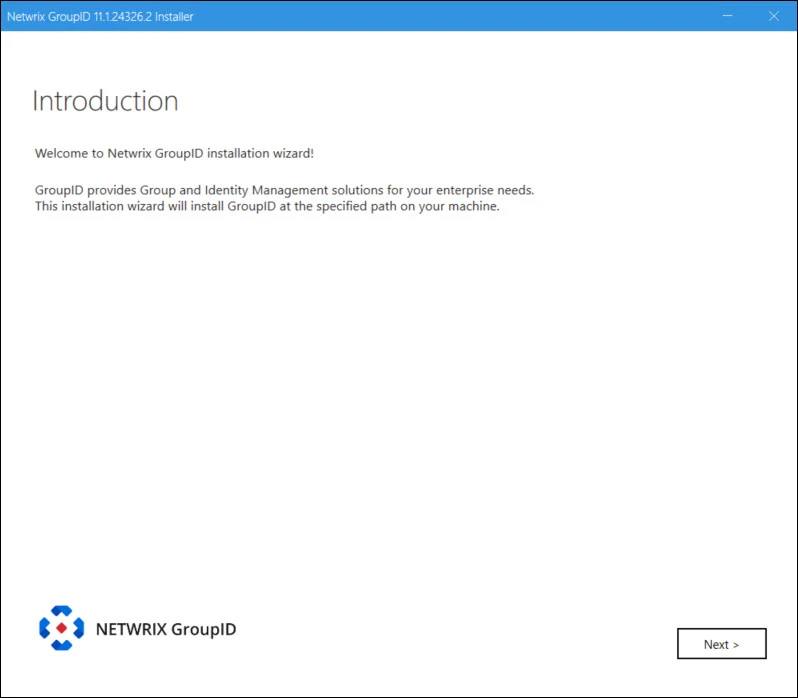 Netwrix GroupID 11.1.24326.2 Installer
Introduction
Welcome to Netwrix GroupID installation wizard!
GroupID provides Group and Identity Management solutions for your enterprise needs.
This installation wizard will install GroupID at the specified path on your machine.
NETWRIX GroupID
Next >